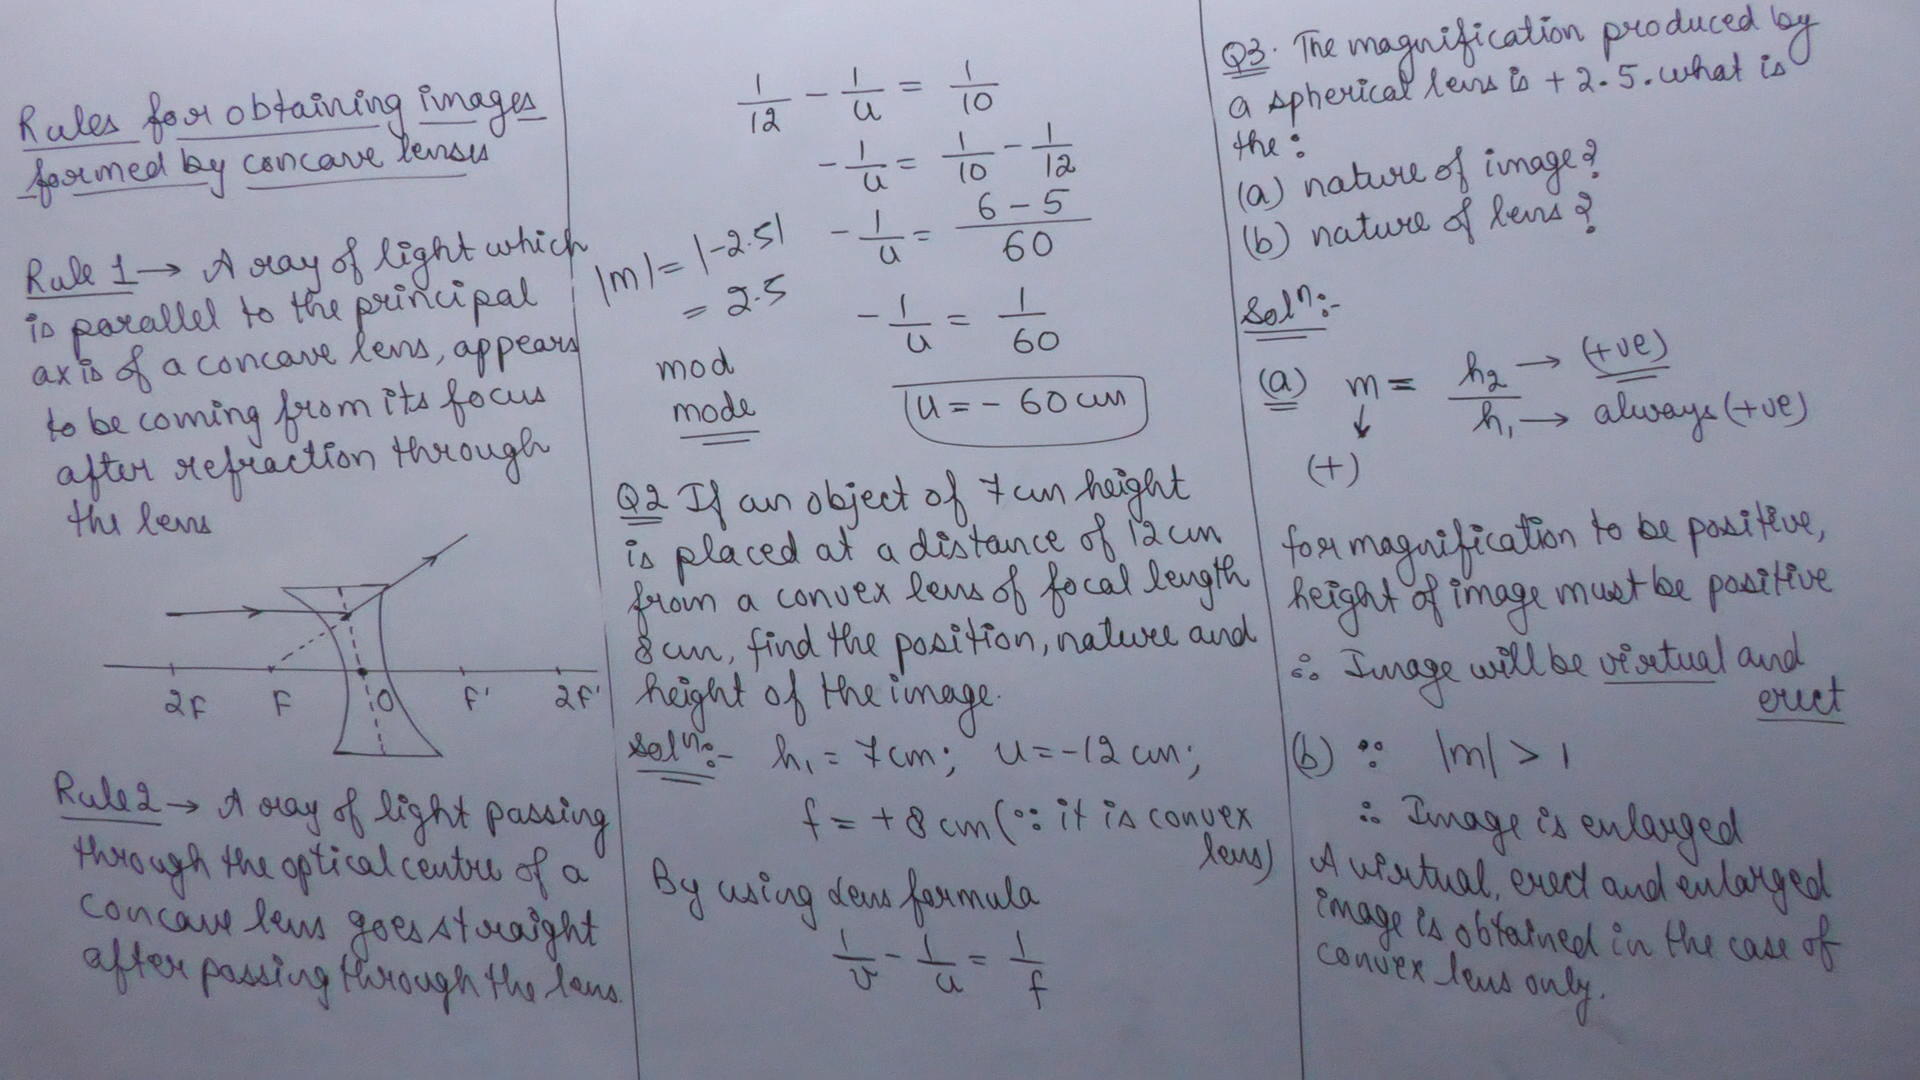 Rules for obtaining images
formed by concave lenses
Rule 1 → A ray of light which
is parallel to the principal
axis of a concave lens, appears
to be coming from its focus
after refraction through
the lens
2F F O F' 2F'
Rule 2 → A ray of light passing
through the optical centre of a
concave lens goes straight
after passing through the lens.
1/12 - 1/u = 1/10
- 1/u = 1/10 - 1/12
- 1/u = 6-5/60
|m| = |-2.5|
= 2.5
- 1/u = 1/60
mod
mode
u = - 60 cm
Q2 If an object of 7 cm height
is placed at a distance of 12 cm
from a convex lens of focal length
8 cm, find the position, nature and
height of the image.
Solⁿ:- h₁ = 7cm; u = -12 cm;
f = +8 cm (∵ it is convex
lens)
By using lens formula
1/v - 1/u = 1/f
Q3. The magnification produced by
a spherical lens is +2.5. what is
the:
(a) nature of image?
(b) nature of lens?
Solⁿ:-
(a) m = h₂/h₁
h₂ → (+ve)
h₁ → always (+ve)
↓
(+)
for magnification to be positive,
height of image must be positive
∴ Image will be virtual and
erect
(b) ∵ |m| > 1
∴ Image is enlarged
A virtual, erect and enlarged
image is obtained in the case of
convex lens only.